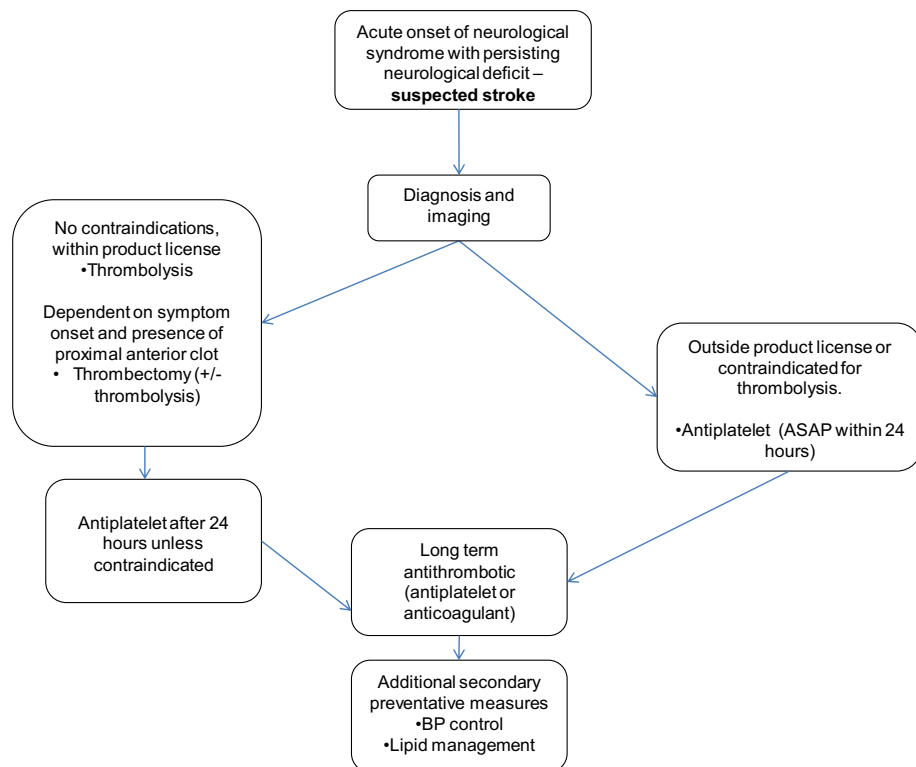 Acute onset of neurological
syndrome with persisting
neurological deficit –
suspected stroke
Diagnosis and
imaging
No contraindications,
within product license
•Thrombolysis
Dependent on symptom
onset and presence of
proximal anterior clot
• Thrombectomy (+/-
thrombolysis)
Outside product license or
contraindicated for
thrombolysis.
•Antiplatelet (ASAP within 24
hours)
Antiplatelet after 24
hours unless
contraindicated
Long term
antithrombotic
(antiplatelet or
anticoagulant)
Additional secondary
preventative measures
•BP control
•Lipid management